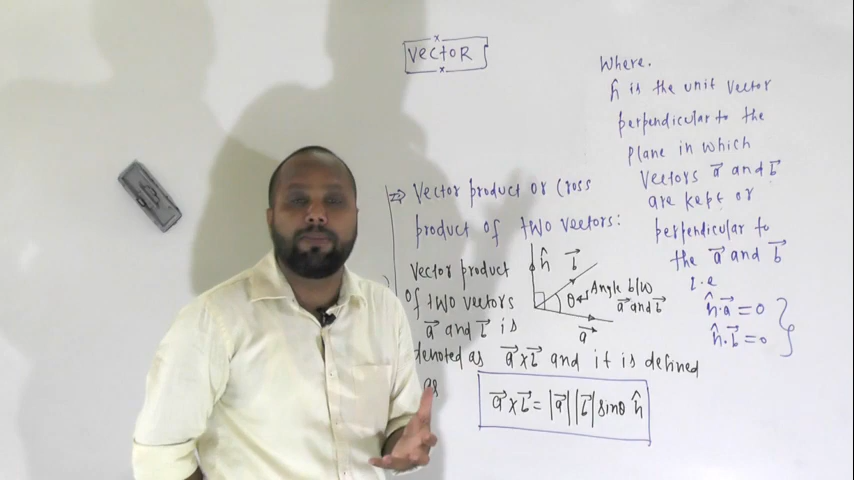 VECTOR
⇒ Vector product or Cross
product of two vectors:
Vector product
of two vectors
a⃗ and b⃗ is
denoted as a⃗ x b⃗ and it is defined
as
a⃗ x b⃗ = |a⃗| |b⃗| sinθ n̂
n̂
b⃗
θ
Angle b/w
a⃗ and b⃗
a⃗
Where.
n̂ is the unit vector
perpendicular to the
plane in which
vectors a⃗ and b⃗
are kept or
perpendicular to
the a⃗ and b⃗
i.e
n̂.a⃗ = 0
n̂.b⃗ = 0